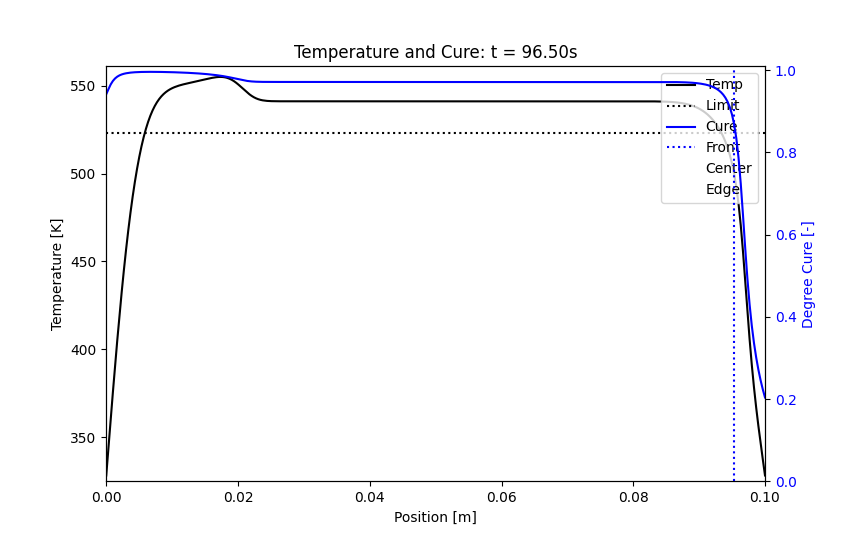 Temperature and Cure: t = 96.50s
Temperature [K]
550
500
450
400
350
Temp
Limit
Cure
Front
Center
Edge
1.0
0.8
0.6
0.4
0.2
0.0
Degree Cure [-]
0.00 0.02 0.04 0.06 0.08 0.10
Position [m]